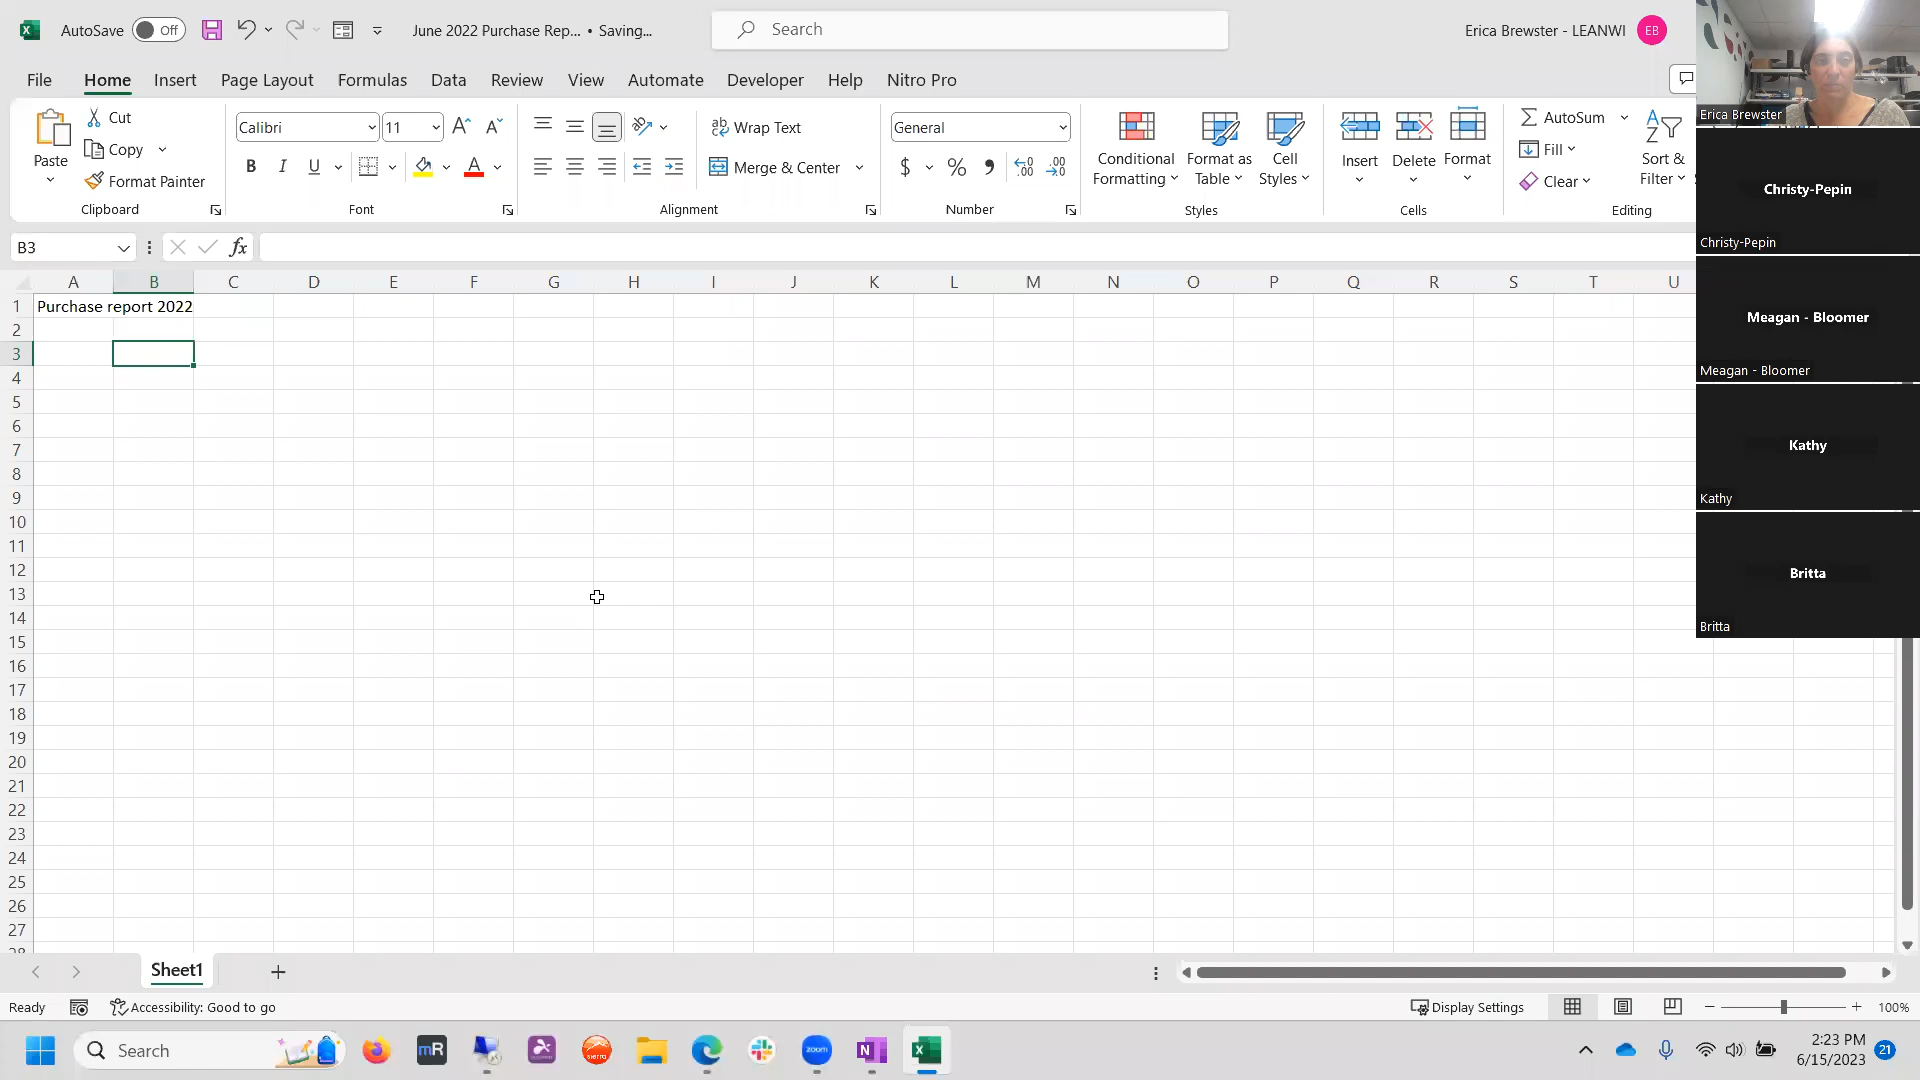 AutoSave Off June 2022 Purchase Rep... • Saving... Search Erica Brewster - LEANWI EB
File Home Insert Page Layout Formulas Data Review View Automate Developer Help Nitro Pro
Paste Cut Copy Format Painter Clipboard
Calibri 11 B I U A Font
Wrap Text Merge & Center Alignment
General $ % Number
Conditional Formatting Format as Table Cell Styles Styles
Insert Delete Format Cells
AutoSum Fill Clear Sort & Filter Editing
B3 fx
A B C D E F G H I J K L M N O P Q R S T U
1 Purchase report 2022
2
3
4
5
6
7
8
9
10
11
12
13
14
15
16
17
18
19
20
21
22
23
24
25
26
27
28
Erica Brewster
Christy-Pepin
Christy-Pepin
Meagan - Bloomer
Meagan - Bloomer
Kathy
Kathy
Britta
Britta
Sheet1
Ready Accessibility: Good to go Display Settings 100%
Search mR sierra zoom N 2:23 PM
6/15/2023 21